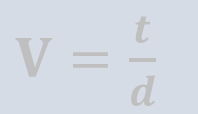 V = t/d